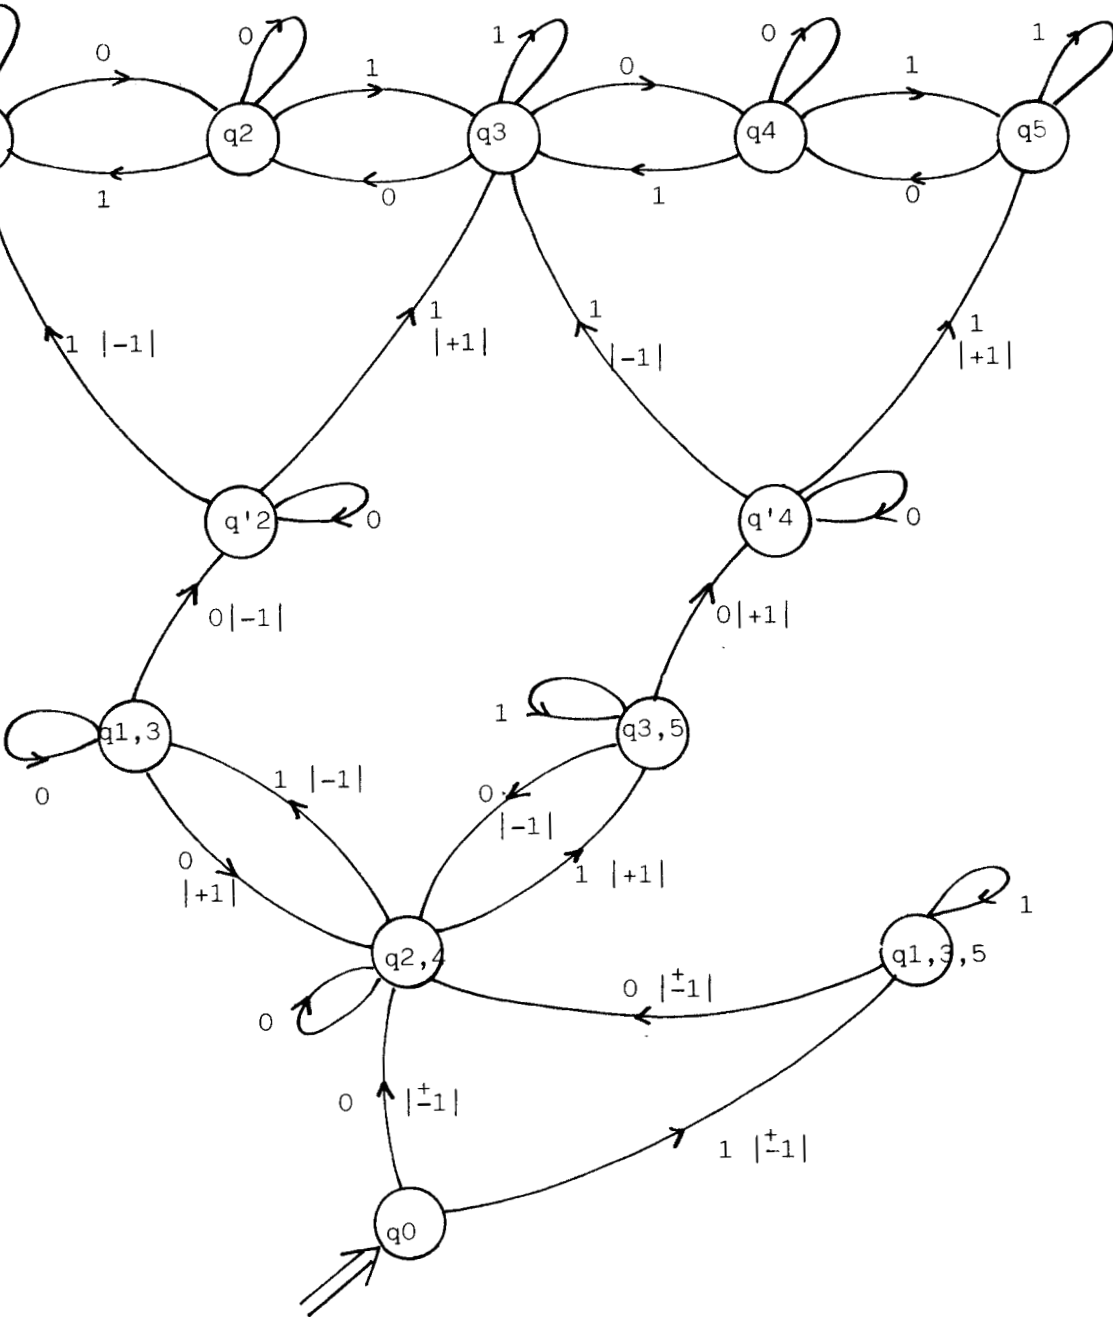 0 0 1 1 0 0 1 1
q2 q3 q4 q5
1 0 1 0
1 |-1| 1 |+1| 1 |-1| 1 |+1|
q'2 0 q'4 0
0|-1| 0|+1|
q1,3 1 q3,5
0 1 |-1| 0 |-1|
0 |+1| 1 |+1| 1
q2,4 q1,3,5
0 0 |±1|
0 |±1|
1 |±1|
q0